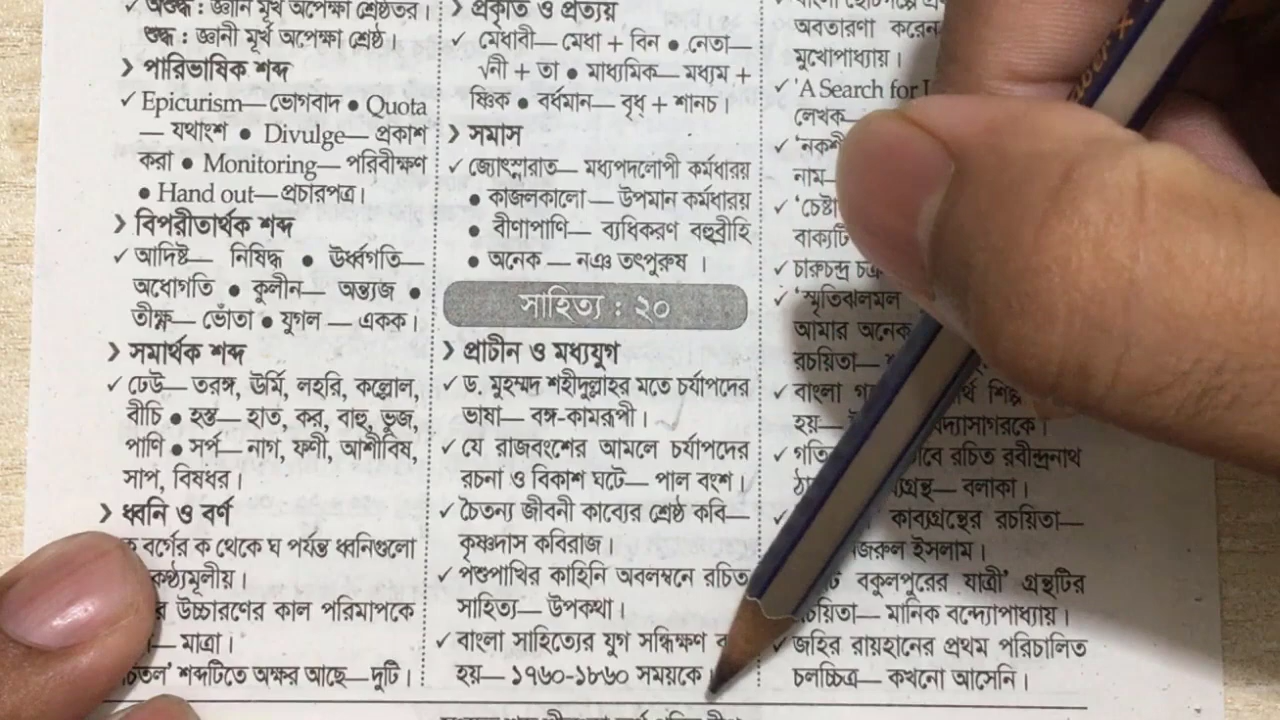 ✓ অশুদ্ধ : জ্ঞানি মূর্খ অপেক্ষা শ্রেষ্ঠতর।
শুদ্ধ : জ্ঞানী মূর্খ অপেক্ষা শ্রেষ্ঠ।
❯ পারিভাষিক শব্দ
✓ Epicurism— ভোগবাদ ● Quota
— যথাংশ ● Divulge— প্রকাশ
করা ● Monitoring— পরিবীক্ষণ
● Hand out—প্রচারপত্র।
❯ বিপরীতার্থক শব্দ
✓ আদিষ্ট— নিষিদ্ধ ● ঊর্ধ্বগতি—
অধোগতি ● কুলীন— অন্ত্যজ ●
তীক্ষ্ণ— ভোঁতা ● যুগল — একক।
❯ সমার্থক শব্দ
✓ ঢেউ— তরঙ্গ, ঊর্মি, লহরি, কল্লোল,
বীচি ● হস্ত— হাত, কর, বাহু, ভুজ,
পাণি ● সর্প— নাগ, ফণী, আশীবিষ,
সাপ, বিষধর।
❯ ধ্বনি ও বর্ণ
ক বর্গের ক থেকে ঘ পর্যন্ত ধ্বনিগুলো
কণ্ঠ্যমূলীয়।
উচ্চারণের কাল পরিমাপকে
— মাত্রা।
শব্দটিতে অক্ষর আছে— দুটি।
❯ প্রকৃতি ও প্রত্যয়
✓ মেধাবী— মেধা + বিন ● নেতা—
√নী + তা ● মাধ্যমিক— মধ্যম +
ষ্ণিক ● বর্ধমান— বৃধ্ + শানচ।
❯ সমাস
✓ জ্যোৎস্নারাত— মধ্যপদলোপী কর্মধারয়
● কাজলকালো — উপমান কর্মধারয়
● বীণাপাণি— ব্যধিকরণ বহুব্রীহি
● অনেক — নঞ তৎপুরুষ ।
সাহিত্য : ২০
❯ প্রাচীন ও মধ্যযুগ
✓ ড. মুহম্মদ শহীদুল্লাহর মতে চর্যাপদের
ভাষা— বঙ্গ-কামরূপী।
✓ যে রাজবংশের আমলে চর্যাপদের
রচনা ও বিকাশ ঘটে— পাল বংশ।
✓ চৈতন্য জীবনী কাব্যের শ্রেষ্ঠ কবি—
কৃষ্ণদাস কবিরাজ।
✓ পশুপাখির কাহিনি অবলম্বনে রচিত
সাহিত্য— উপকথা।
✓ বাংলা সাহিত্যের যুগ সন্ধিক্ষণ
হয়— ১৭৬০-১৮৬০ সময়কে।
অবতারণা করেন
মুখোপাধ্যায়।
✓ 'A Search for
লেখক—
✓
নাম—
✓ 'চেষ্টা
বাক্যটি
✓ চারুচন্দ্র
✓ 'স্মৃতিঝলমল
আমার অনেক
রচয়িতা—
✓ বাংলা শিল্প
হয়—
✓ রচিত রবীন্দ্রনাথ
— বলাকা।
✓ কাব্যগ্রন্থের রচয়িতা—
ইসলাম।
বকুলপুরের যাত্রী' গ্রন্থটির
মানিক বন্দ্যোপাধ্যায়।
✓ জহির রায়হানের প্রথম পরিচালিত
চলচ্চিত্র— কখনো আসেনি।